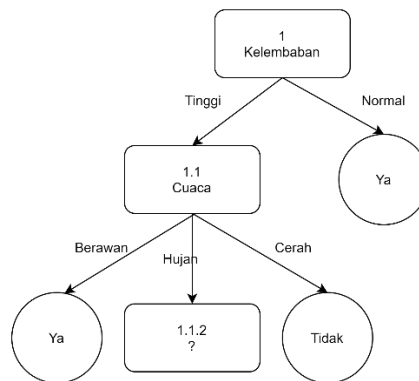 1
Kelembaban
Tinggi
Normal
1.1
Cuaca
Ya
Berawan
Hujan
Cerah
Ya
1.1.2
?
Tidak